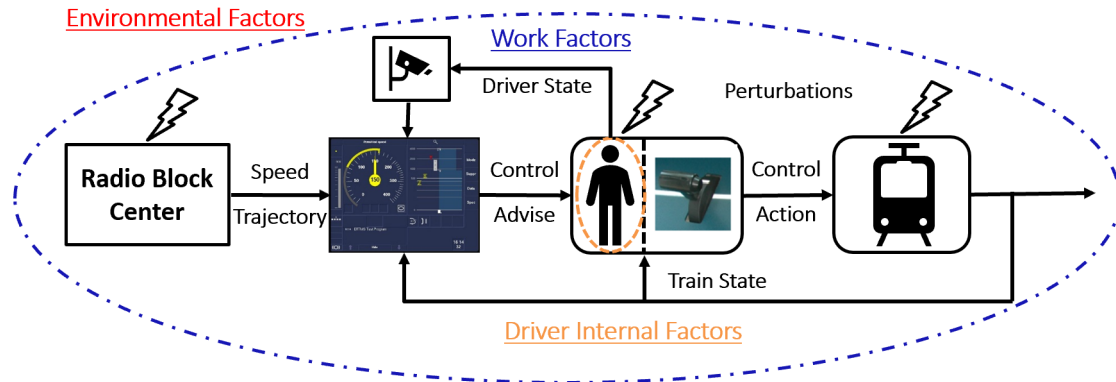 Environmental Factors
Work Factors
Driver State
Perturbations
Radio Block
Center
Speed
Trajectory
150
Control
Advise
Control
Action
Train State
Driver Internal Factors